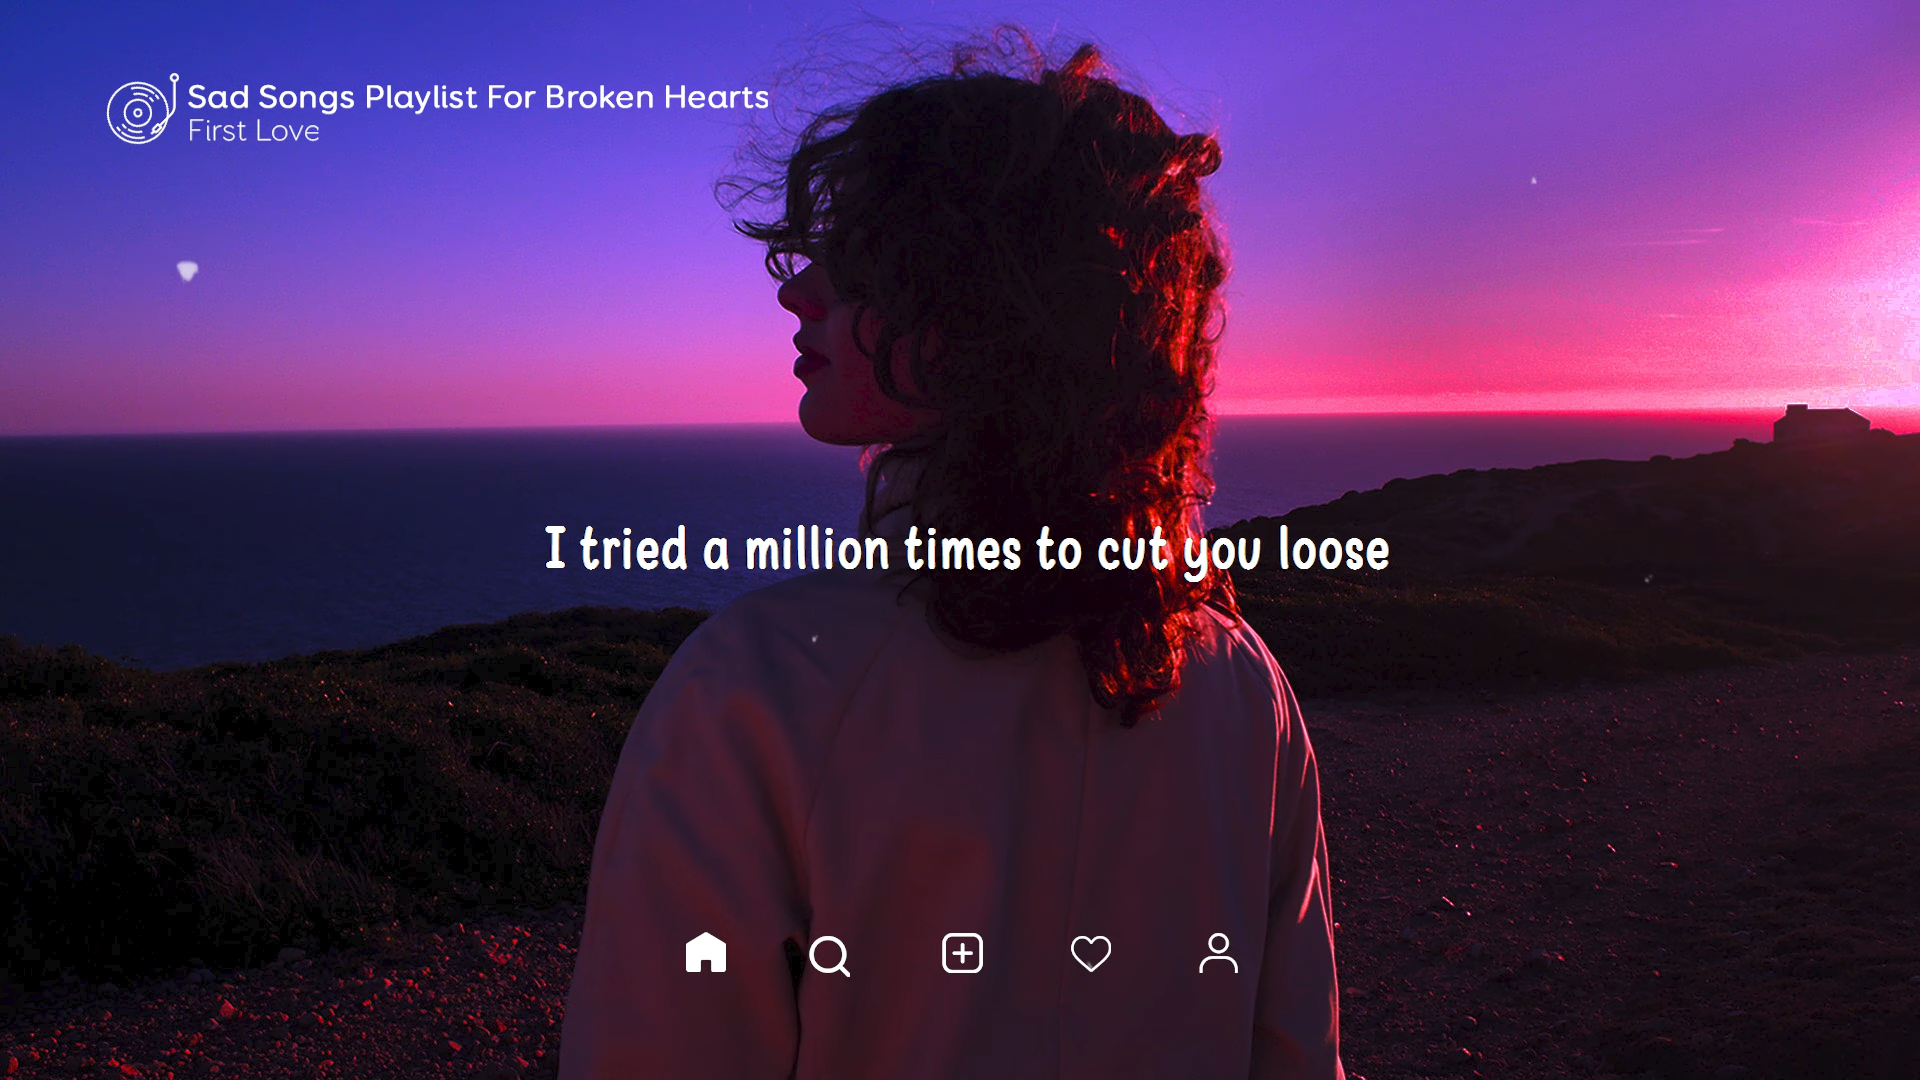 Sad Songs Playlist For Broken Hearts
First Love
I tried a million times to cut you loose